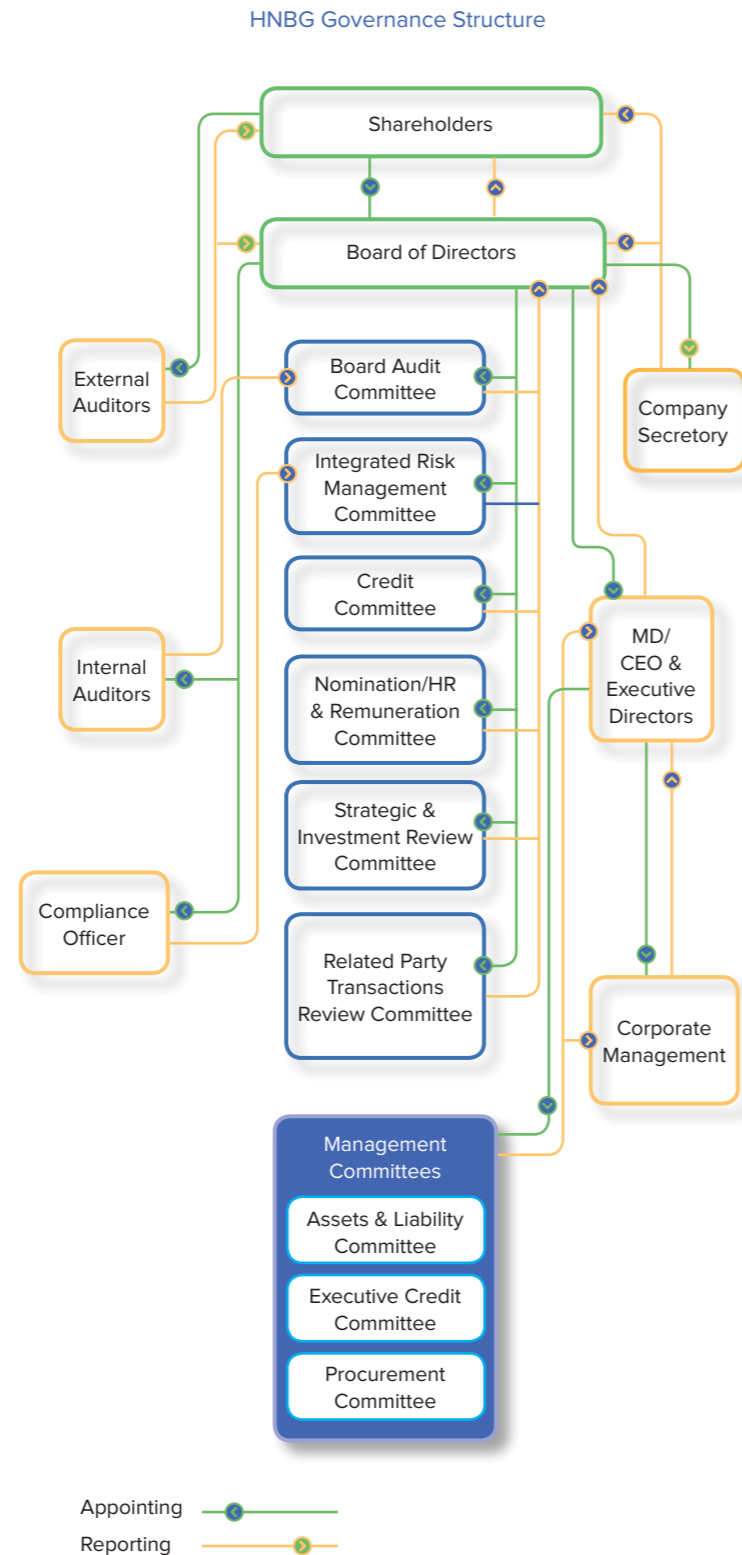 HNBG Governance Structure
Shareholders
Board of Directors
External
Auditors
Board Audit
Committee
Company
Secretory
Integrated Risk
Management
Committee
Credit
Committee
Internal
Auditors
Nomination/HR
& Remuneration
Committee
MD/
CEO &
Executive
Directors
Strategic &
Investment Review
Committee
Compliance
Officer
Related Party
Transactions
Review Committee
Corporate
Management
Management
Committees
Assets & Liability
Committee
Executive Credit
Committee
Procurement
Committee
Appointing
Reporting